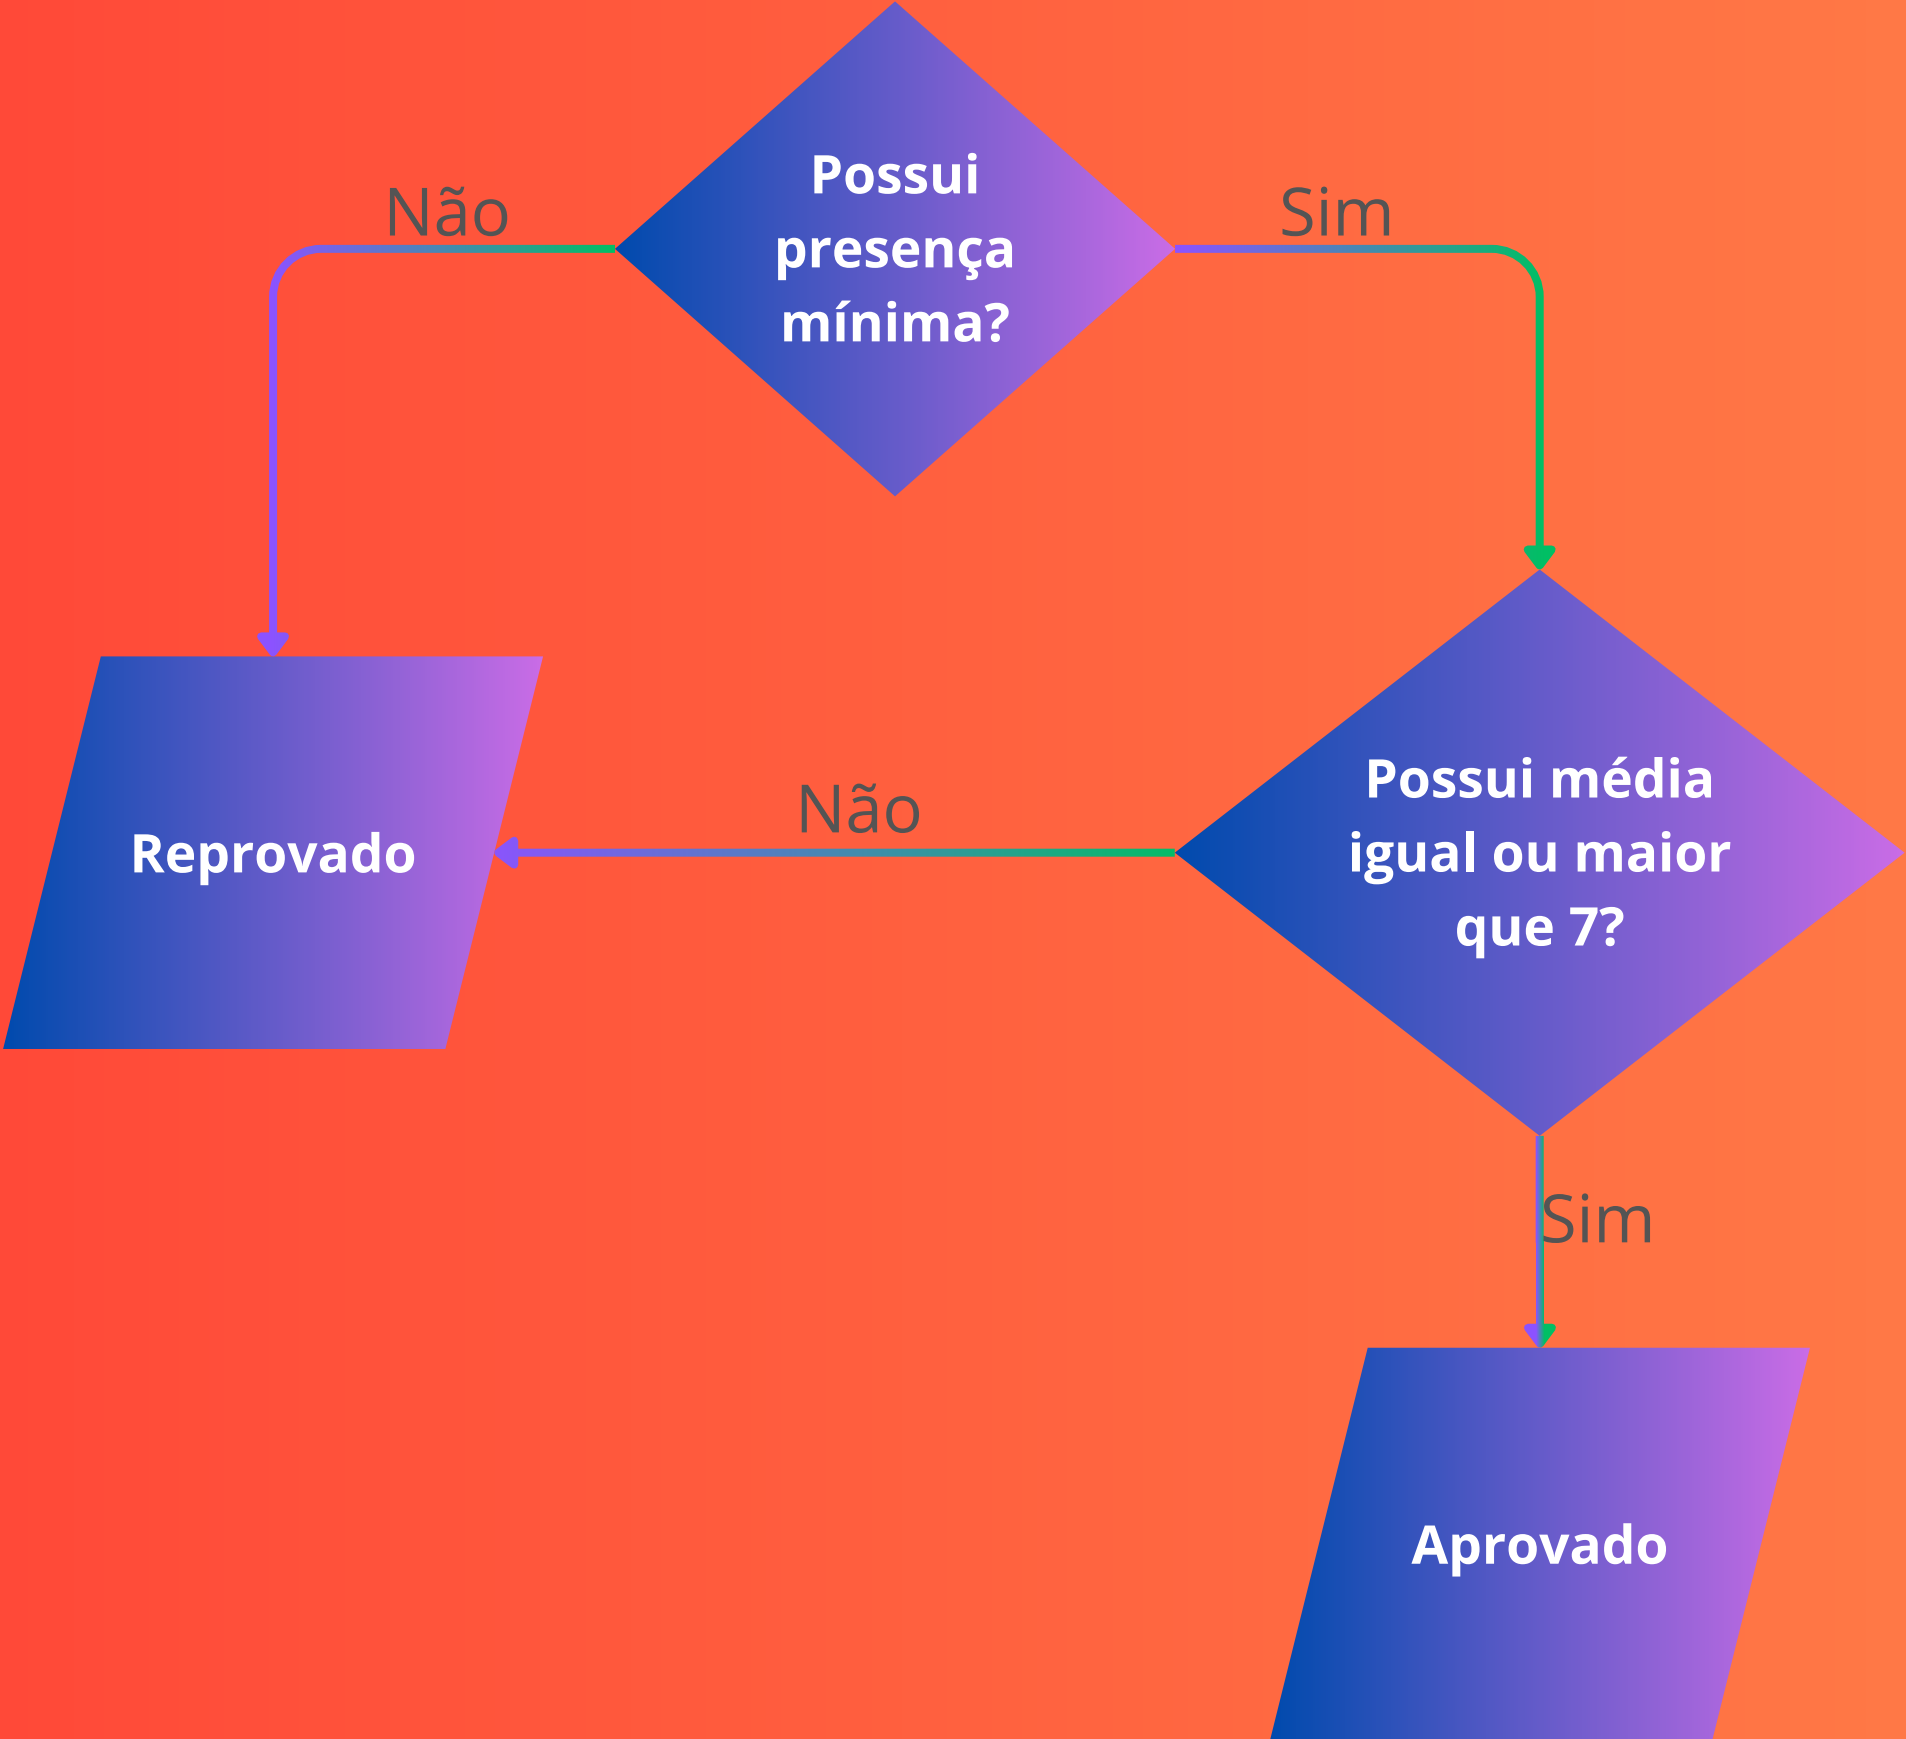 Possui
presença
mínima?
Não
Sim
Possui média
igual ou maior
que 7?
Não
Reprovado
Sim
Aprovado